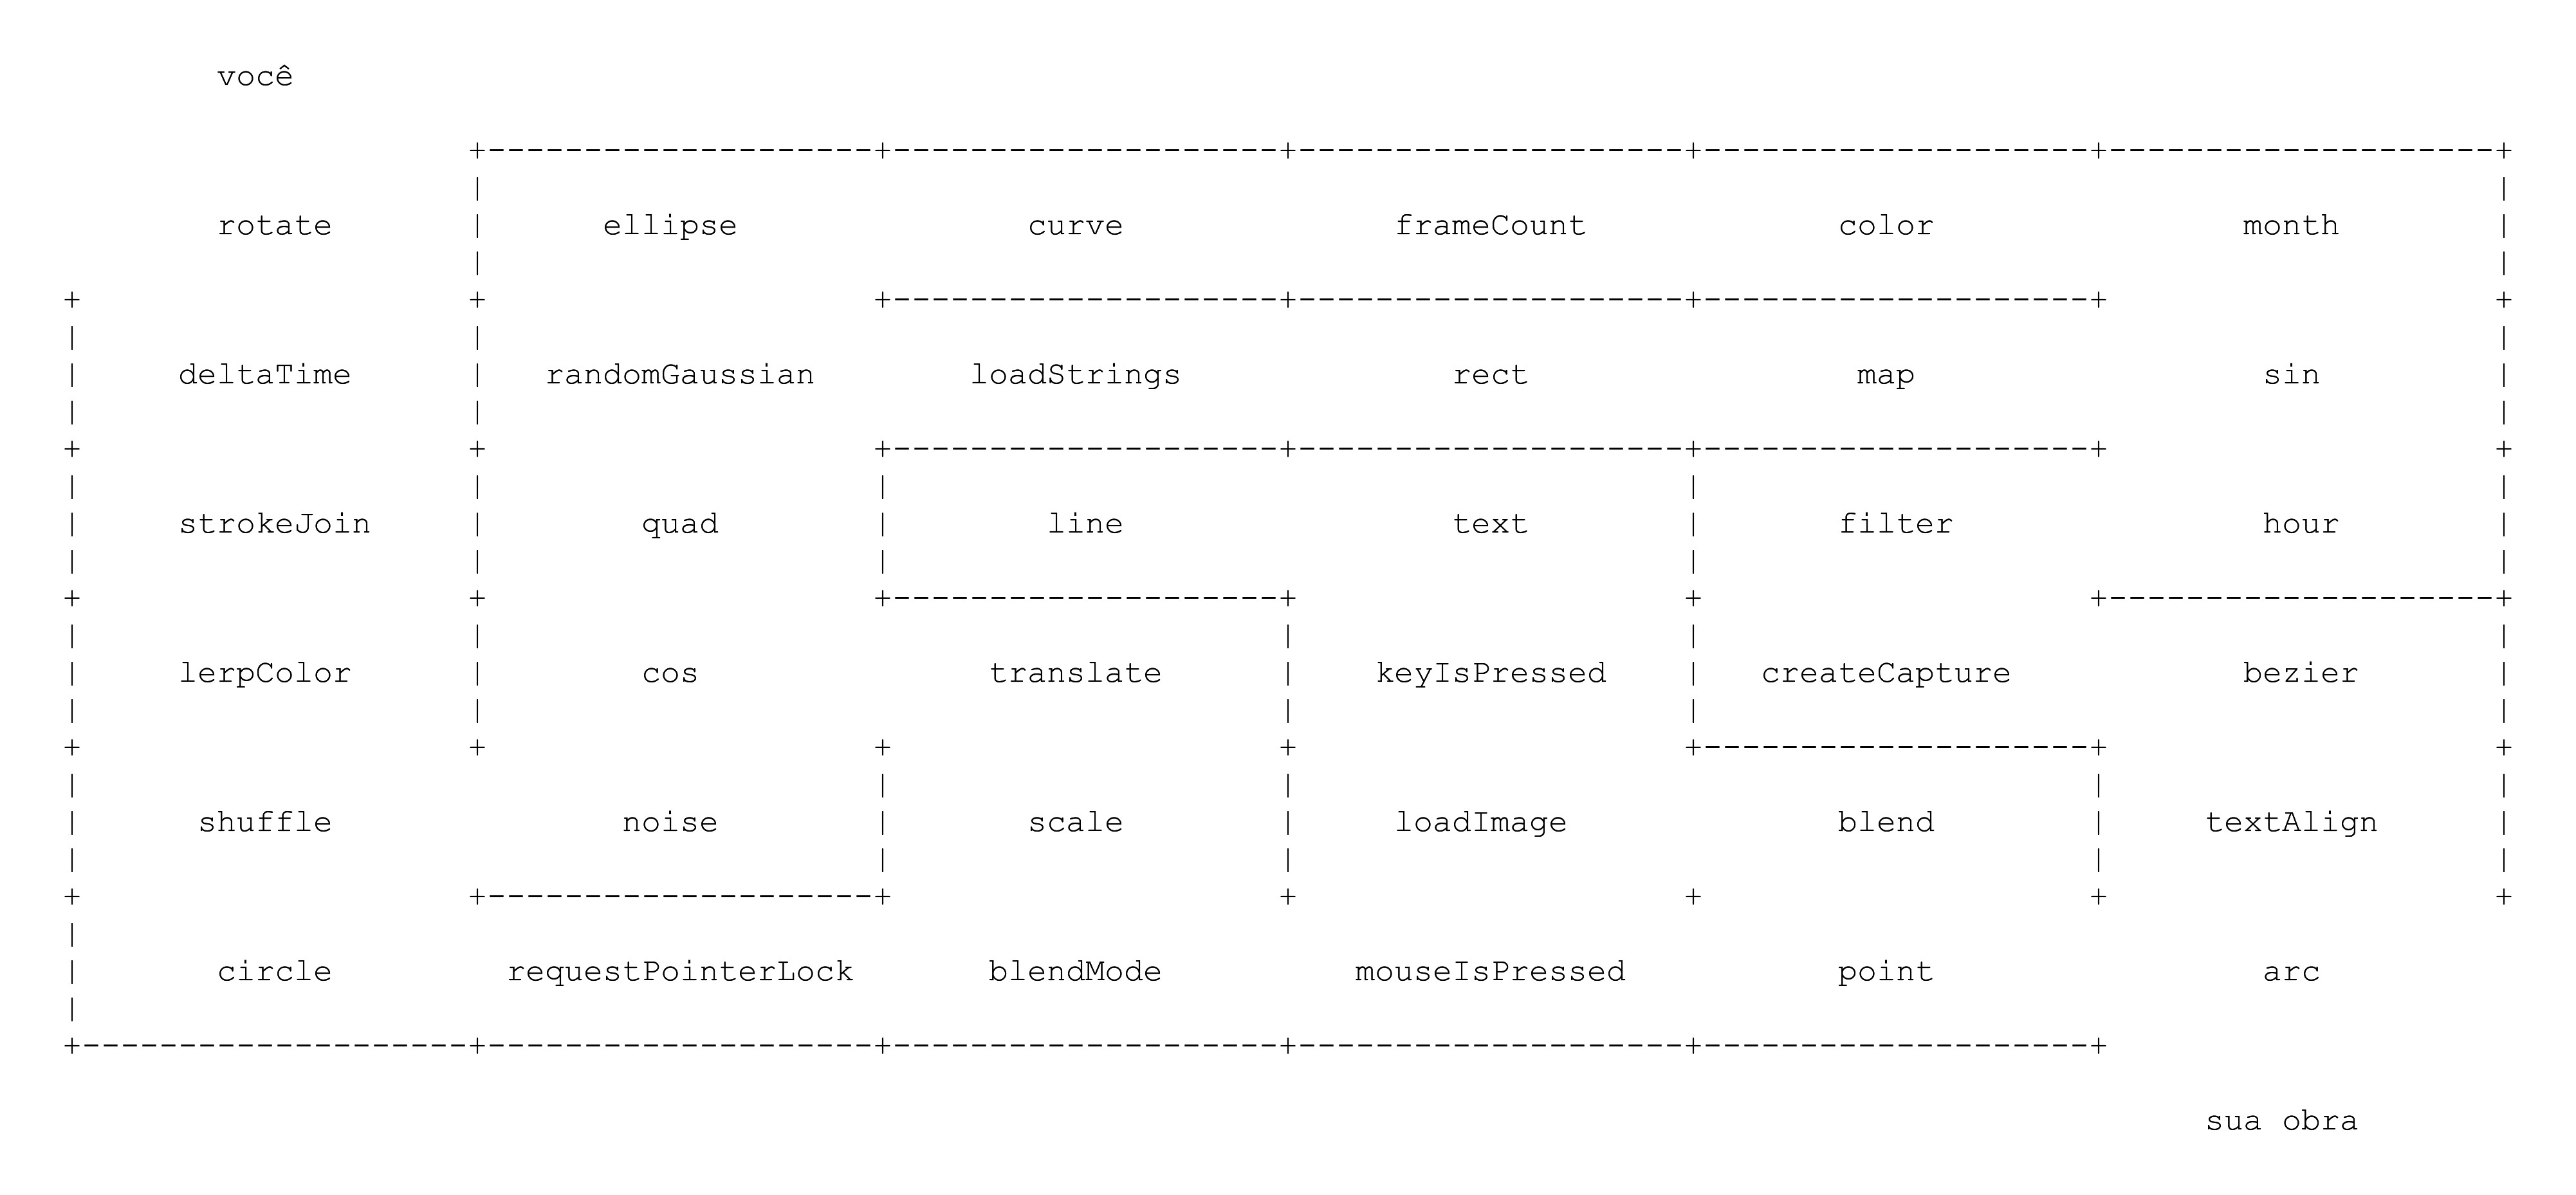 você
rotate ellipse curve frameCount color month
deltaTime randomGaussian loadStrings rect map sin
strokeJoin quad line text filter hour
lerpColor cos translate keyIsPressed createCapture bezier
shuffle noise scale loadImage blend textAlign
circle requestPointerLock blendMode mouseIsPressed point arc
sua obra